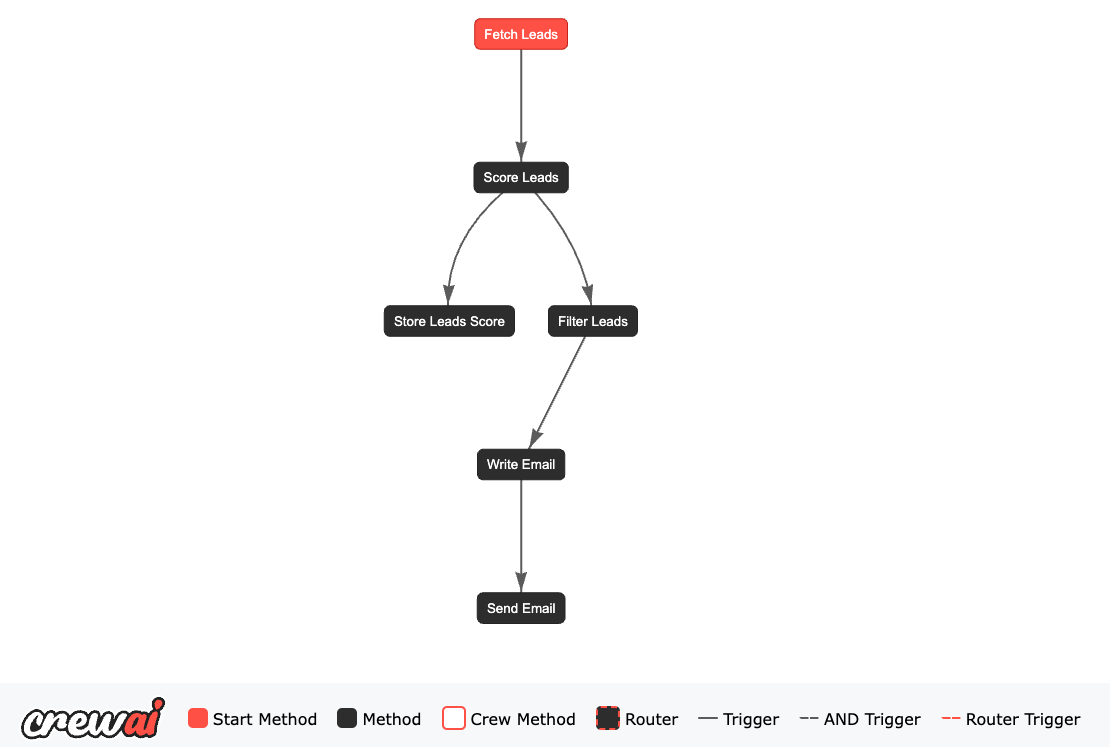 Fetch Leads
Score Leads
Store Leads Score
Filter Leads
Write Email
Send Email
crewai
Start Method
Method
Crew Method
Router
Trigger
AND Trigger
Router Trigger